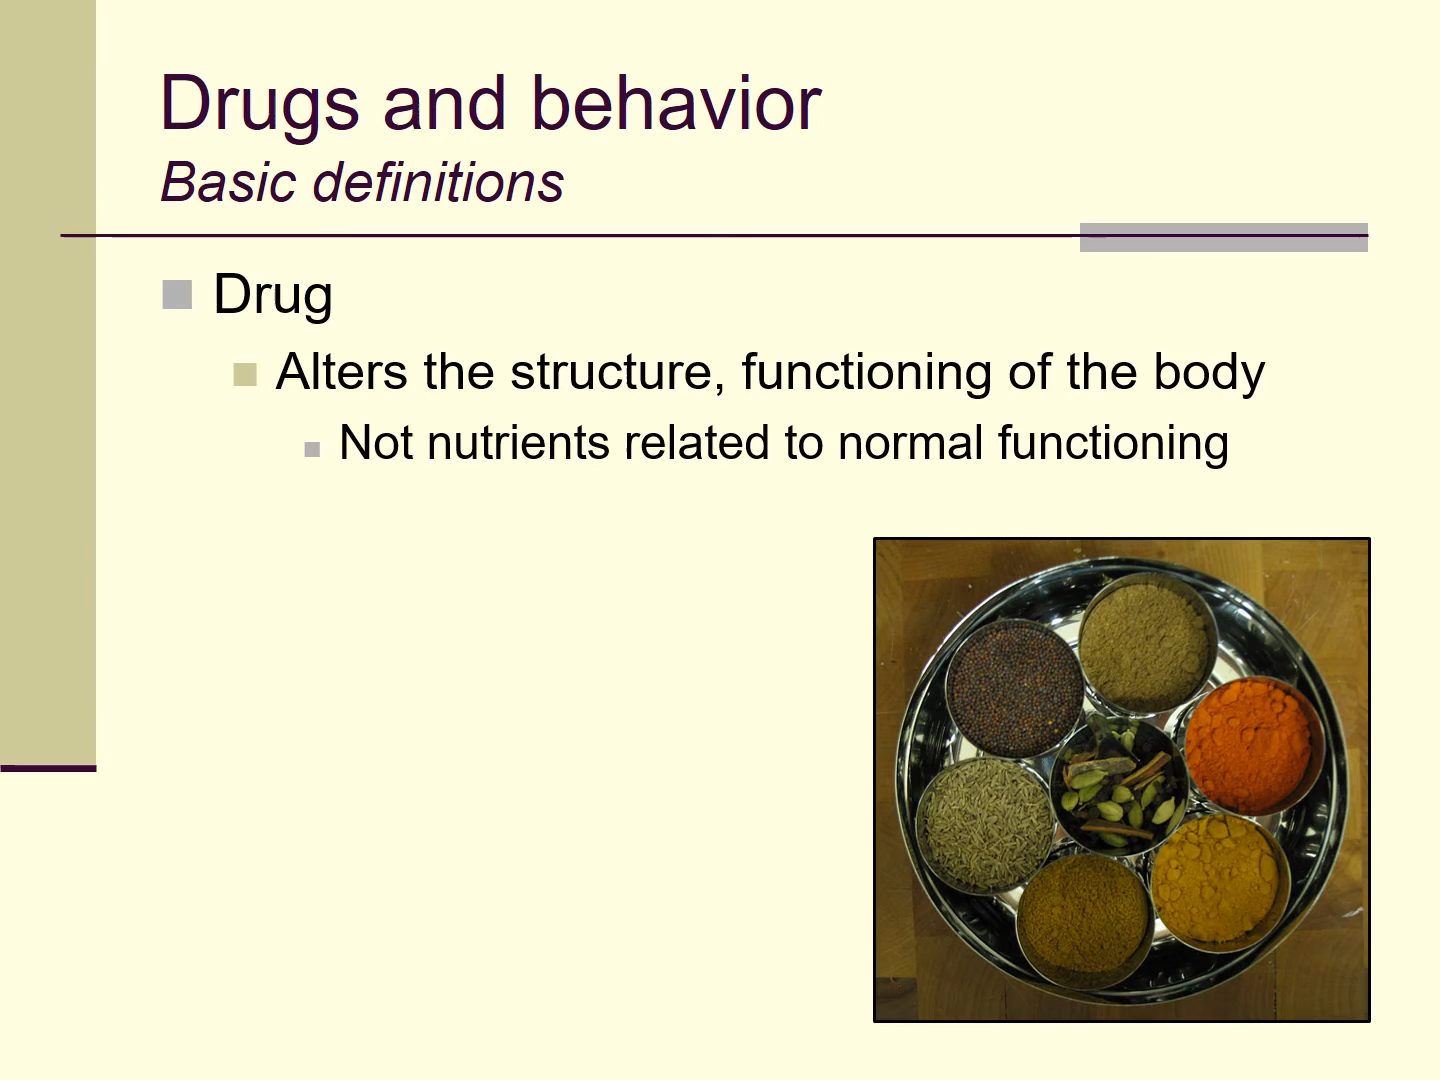 Drugs and behavior
Basic definitions
Drug
Alters the structure, functioning of the body
Not nutrients related to normal functioning